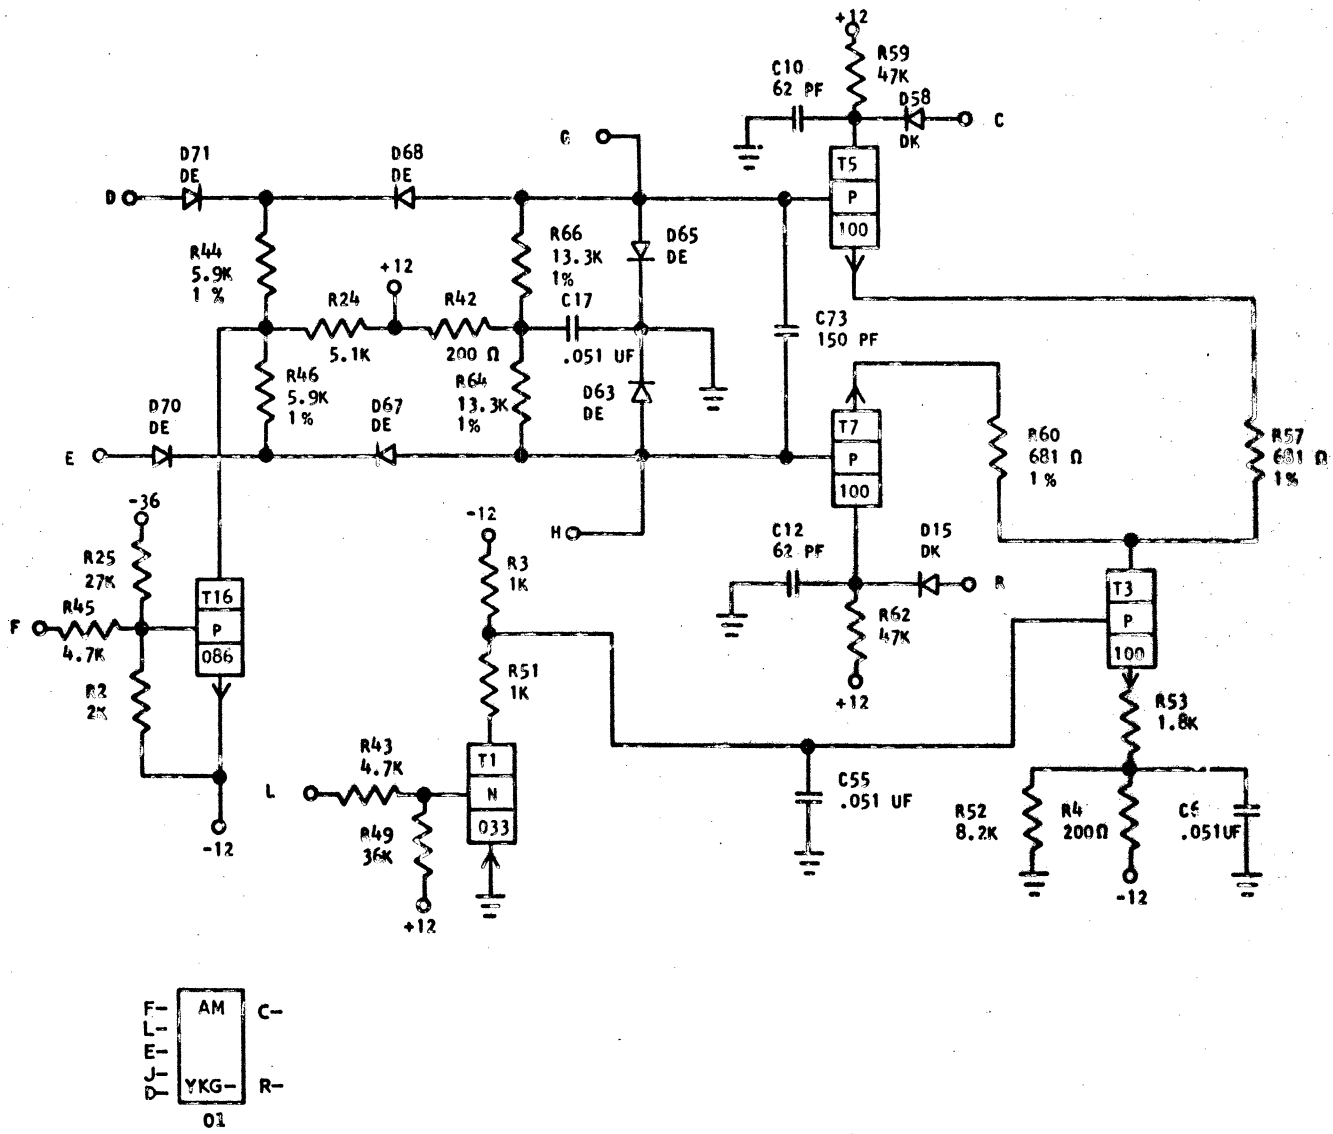 +12
R59
47K
C10
62 PF
D58
DK
C
G
T5
P
100
D71
DE
D68
DE
D
R44
5.9K
1 %
+12
R66
13.3K
1%
D65
DE
R24
5.1K
R42
200 Ω
C17
.051 UF
C73
150 PF
R46
5.9K
1%
R64
13.3K
1%
D63
DE
D70
DE
D67
DE
E
T7
P
100
R60
681 Ω
1 %
R57
681 Ω
1%
-36
R25
27K
-12
R3
1K
H
C12
62 PF
D15
DK
R
R45
F
4.7K
T16
P
086
R2
2K
R51
1K
R62
47K
+12
T3
P
100
R53
1.8K
-12
R43
4.7K
L
T1
N
033
R49
36K
+12
C55
.051 UF
R52
8.2K
R4
200Ω
C6
.051UF
-12
F-
AM
C-
L-
E-
J-
D-
YKG-
R-
01